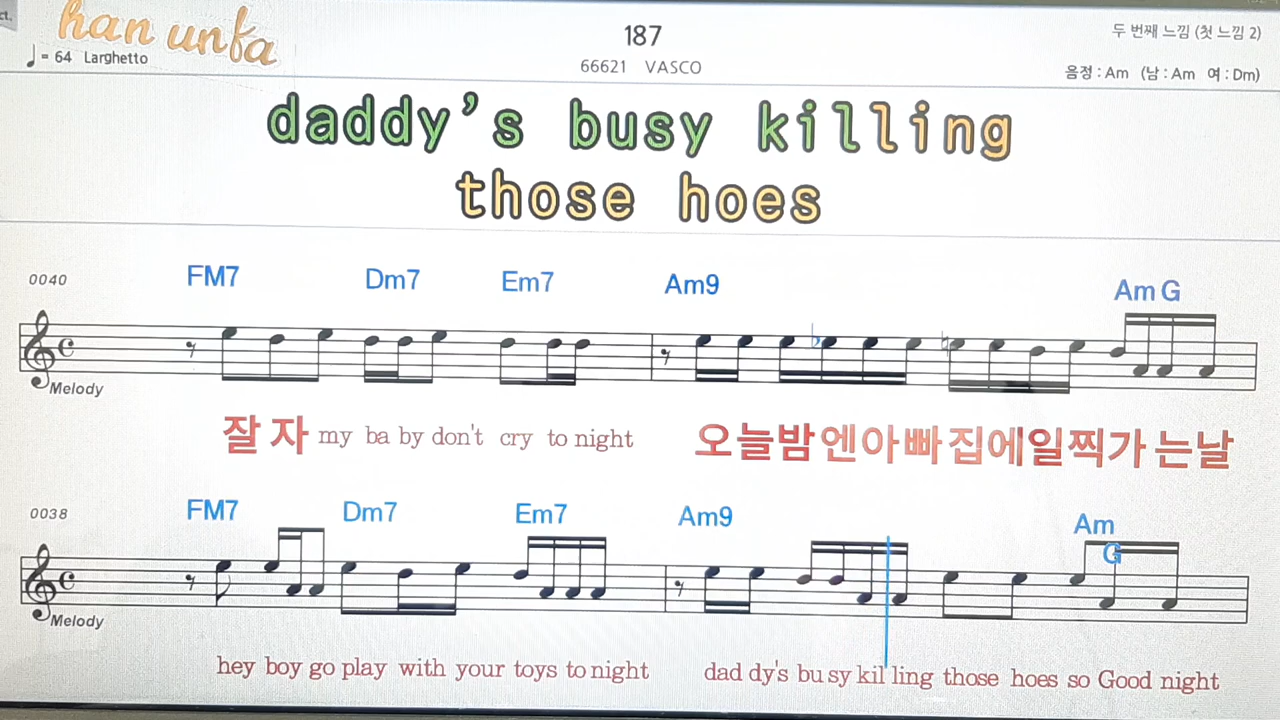 ct.
han unfa
187
두 번째 느낌 (첫 느낌 2)
♩= 64 Larghetto
66621 VASCO
음정 : Am (남 : Am 여 : Dm)
daddy's busy killing
those hoes
0040
FM7 Dm7 Em7 Am9 Am G
Melody
잘 자 my ba by don't cry to night 오늘밤엔아빠집에일찍가는날
0038
FM7 Dm7 Em7 Am9 Am G
Melody
hey boy go play with your toys to night dad dy's bu sy kil ling those hoes so Good night